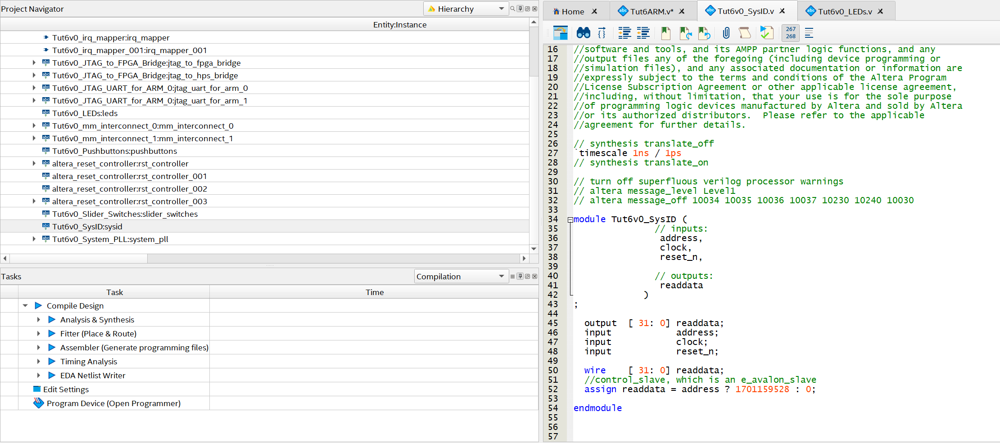 Project Navigator
Hierarchy
Entity:Instance
Tut6v0_irq_mapper:irq_mapper
Tut6v0_irq_mapper_001:irq_mapper_001
Tut6v0_JTAG_to_FPGA_Bridge:jtag_to_fpga_bridge
Tut6v0_JTAG_to_FPGA_Bridge:jtag_to_hps_bridge
Tut6v0_JTAG_UART_for_ARM_0:jtag_uart_for_arm_0
Tut6v0_JTAG_UART_for_ARM_0:jtag_uart_for_arm_1
Tut6v0_LEDs:leds
Tut6v0_mm_interconnect_0:mm_interconnect_0
Tut6v0_mm_interconnect_1:mm_interconnect_1
Tut6v0_Pushbuttons:pushbuttons
altera_reset_controller:rst_controller
altera_reset_controller:rst_controller_001
altera_reset_controller:rst_controller_002
altera_reset_controller:rst_controller_003
Tut6v0_Slider_Switches:slider_switches
Tut6v0_SysID:sysid
Tut6v0_System_PLL:system_pll
Tasks
Compilation
Task Time
Compile Design
Analysis & Synthesis
Fitter (Place & Route)
Assembler (Generate programming files)
Timing Analysis
EDA Netlist Writer
Edit Settings
Program Device (Open Programmer)
Home Tut6ARM.v* Tut6v0_SysID.v Tut6v0_LEDs.v
267
268
16 //software and tools, and its AMPP partner logic functions, and any
17 //output files any of the foregoing (including device programming or
18 //simulation files), and any associated documentation or information are
19 //expressly subject to the terms and conditions of the Altera Program
20 //License Subscription Agreement or other applicable license agreement,
21 //including, without limitation, that your use is for the sole purpose
22 //of programming logic devices manufactured by Altera and sold by Altera
23 //or its authorized distributors.  Please refer to the applicable
24 //agreement for further details.
25
26 // synthesis translate_off
27 `timescale 1ns / 1ps
28 // synthesis translate_on
29
30 // turn off superfluous verilog processor warnings
31 // altera message_level Level1
32 // altera message_off 10034 10035 10036 10037 10230 10240 10030
33
34 module Tut6v0_SysID (
35 // inputs:
36 address,
37 clock,
38 reset_n,
39
40 // outputs:
41 readdata
42 )
43 ;
44
45 output  [ 31: 0] readdata;
46 input            address;
47 input            clock;
48 input            reset_n;
49
50 wire    [ 31: 0] readdata;
51 //control_slave, which is an e_avalon_slave
52 assign readdata = address ? 1701159528 : 0;
53
54 endmodule
55
56
57